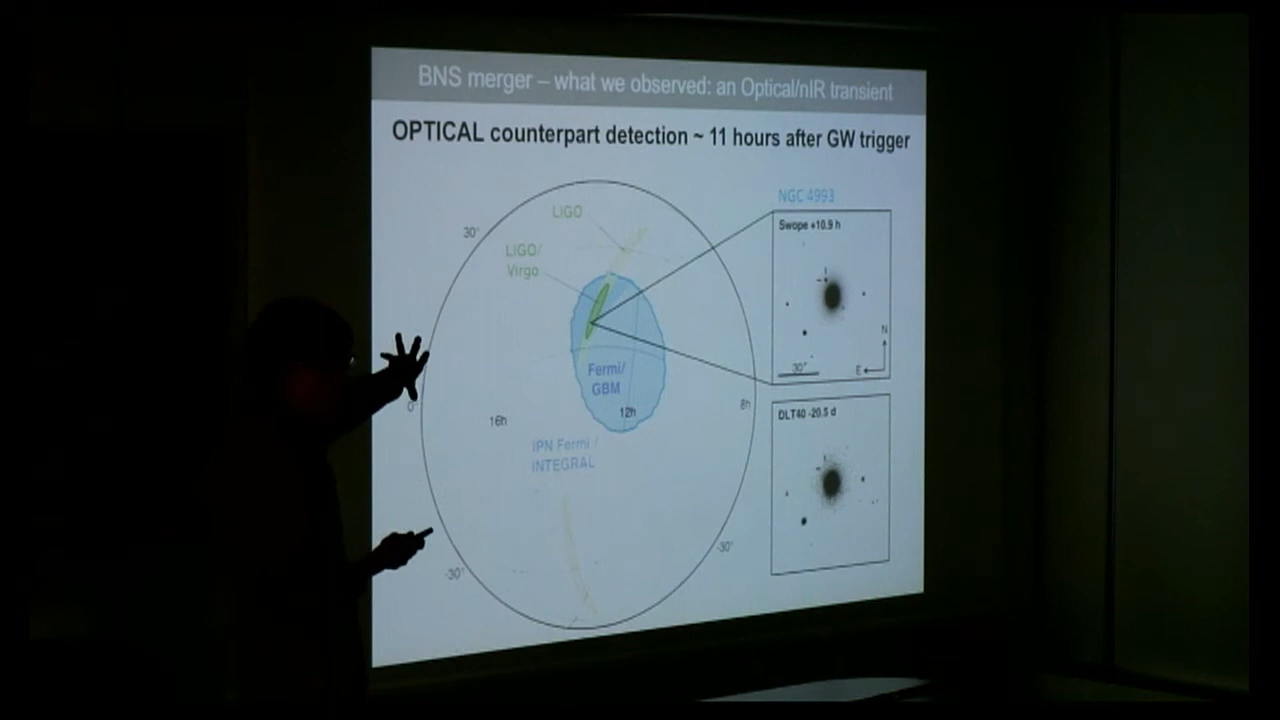 BNS merger – what we observed: an Optical/nIR transient
OPTICAL counterpart detection ~ 11 hours after GW trigger
NGC 4993
LIGO
Swope +10.9 h
30°
LIGO/
Virgo
N
30"
E
Fermi/
GBM
0°
16h
12h
8h
DLT40 -20.5 d
IPN Fermi /
INTEGRAL
-30°
-30°